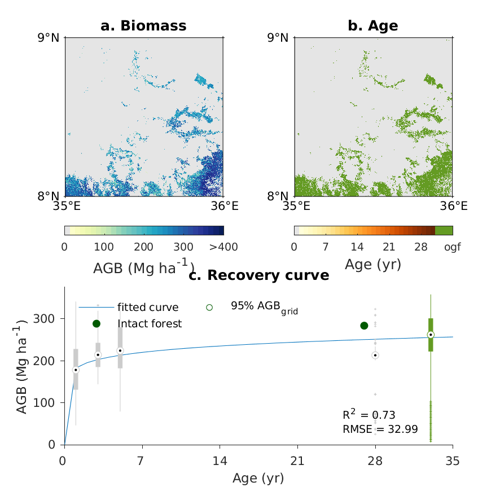 a. Biomass
b. Age
9°N
8°N
35°E
36°E
9°N
8°N
35°E
36°E
0 100 200 300 >400
AGB (Mg ha-1)
0 7 14 21 28 ogf
Age (yr)
c. Recovery curve
fitted curve
95% AGBgrid
Intact forest
R2 = 0.73
RMSE = 32.99
300
200
100
0
AGB (Mg ha-1)
0 7 14 21 28 35
Age (yr)